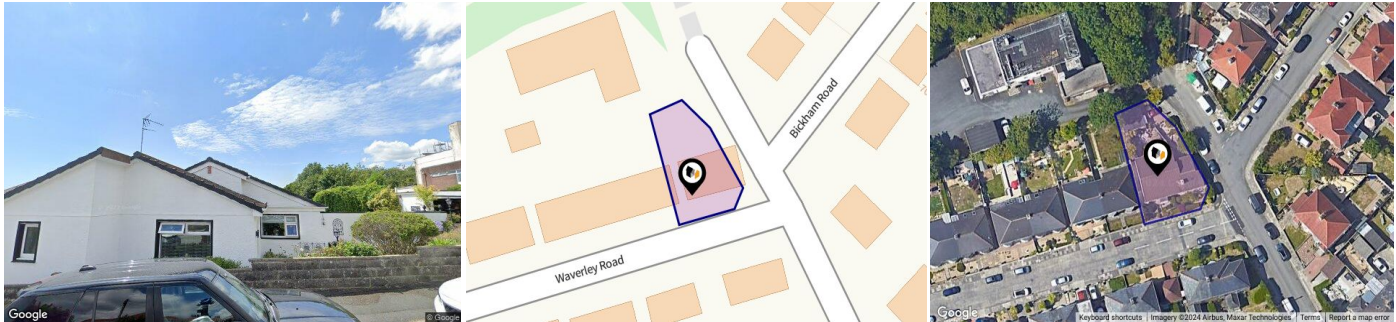 Google
© Google
Bickham Road
Waverley Road
Google
Keyboard shortcuts
Imagery ©2024 Airbus, Maxar Technologies
Terms
Report a map error